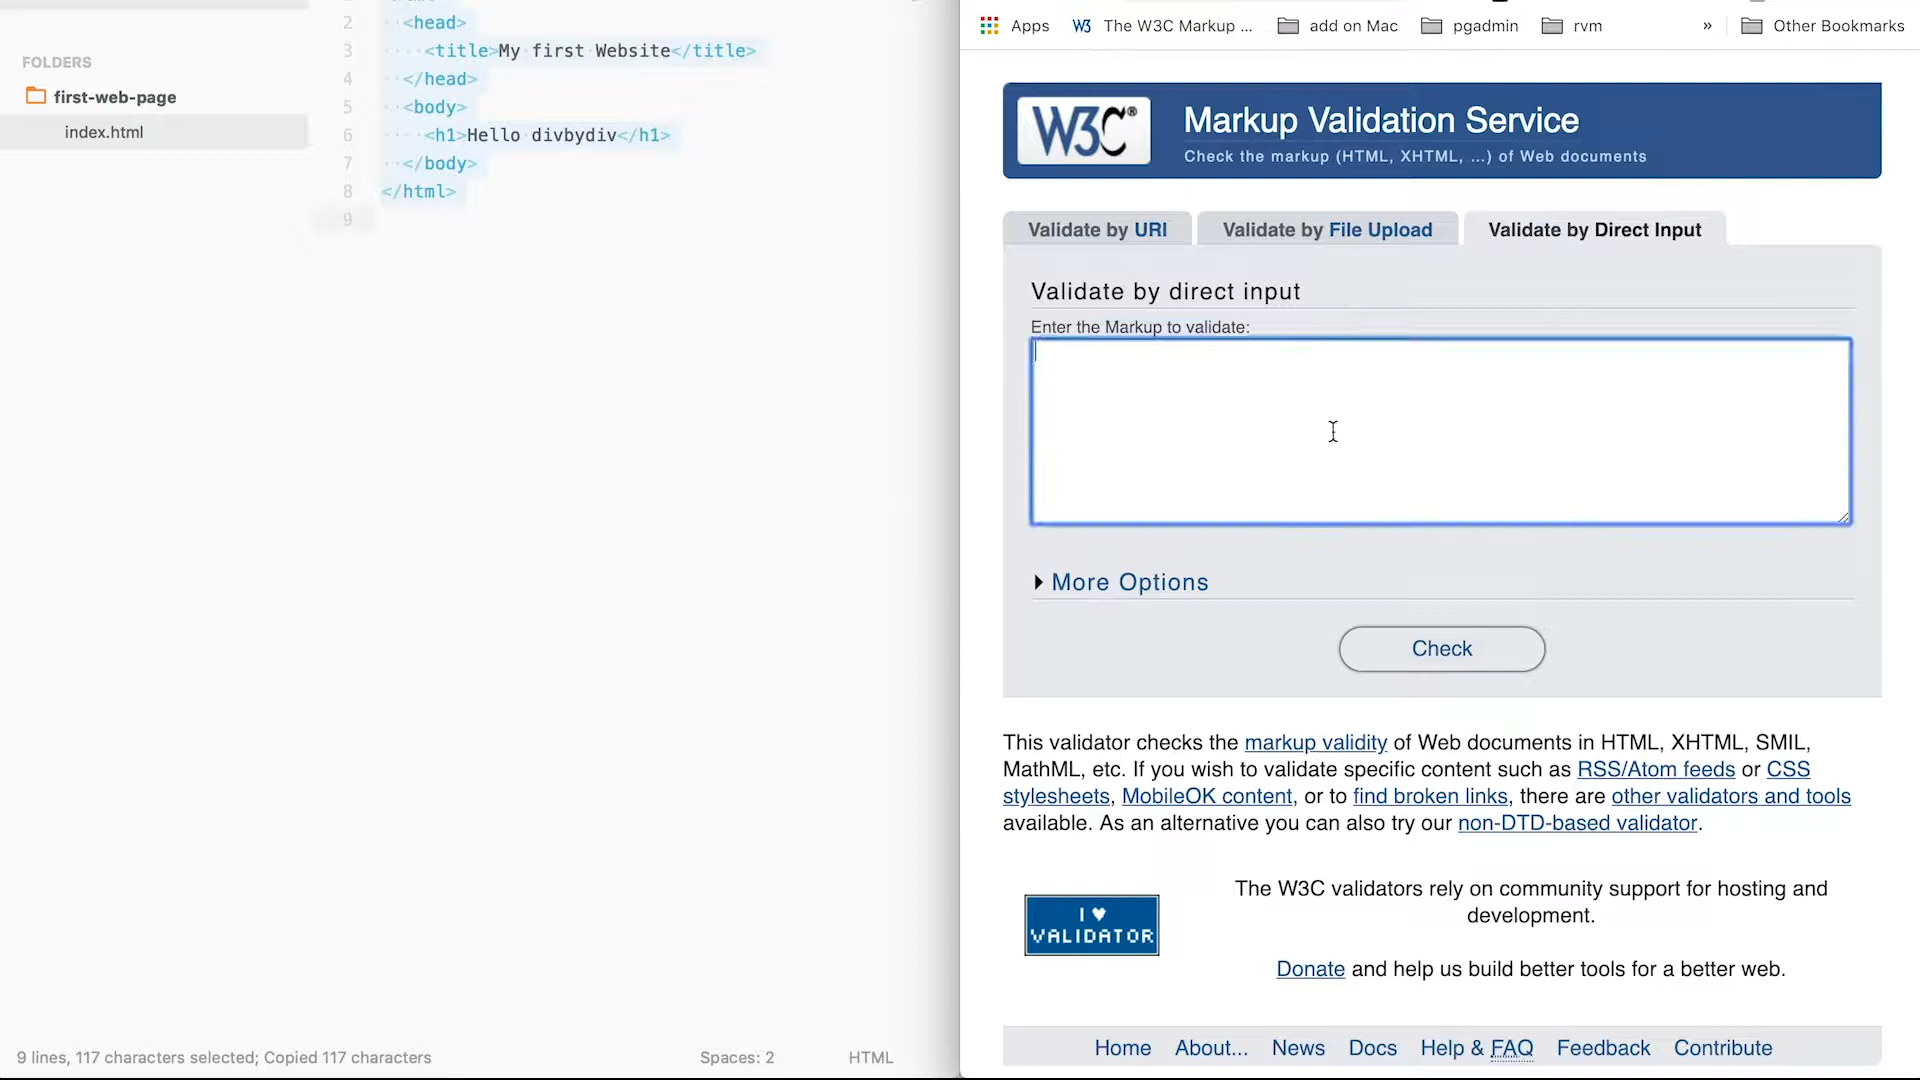 FOLDERS
first-web-page
index.html
2 <head>
3 <title>My first Website</title>
4 </head>
5 <body>
6 <h1>Hello divbydiv</h1>
7 </body>
8 </html>
9
9 lines, 117 characters selected; Copied 117 characters
Spaces: 2
HTML
Apps
W3 The W3C Markup ...
add on Mac
pgadmin
rvm
»
Other Bookmarks
W3C®
Markup Validation Service
Check the markup (HTML, XHTML, ...) of Web documents
Validate by URI
Validate by File Upload
Validate by Direct Input
Validate by direct input
Enter the Markup to validate:
More Options
Check
This validator checks the markup validity of Web documents in HTML, XHTML, SMIL,
MathML, etc. If you wish to validate specific content such as RSS/Atom feeds or CSS
stylesheets, MobileOK content, or to find broken links, there are other validators and tools
available. As an alternative you can also try our non-DTD-based validator.
I ♥
VALIDATOR
The W3C validators rely on community support for hosting and
development.
Donate and help us build better tools for a better web.
Home About... News Docs Help & FAQ Feedback Contribute